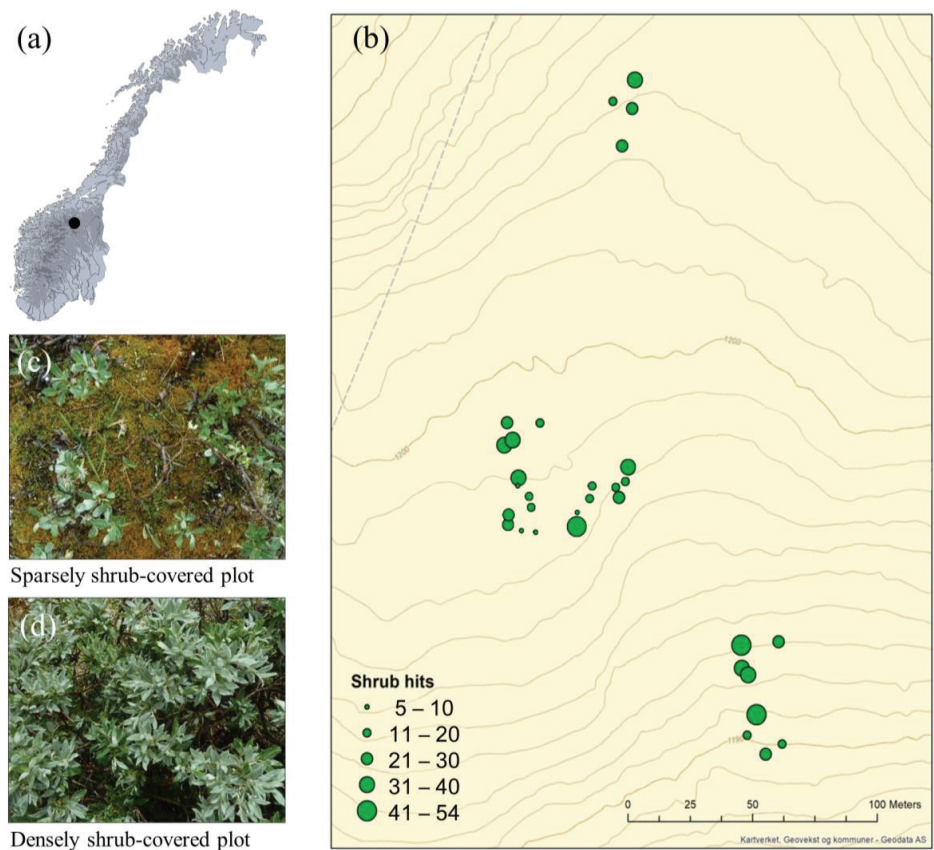 (a)
(b)
1200
1200
1190
Shrub hits
5 – 10
11 – 20
21 – 30
31 – 40
41 – 54
0 25 50 100 Meters
Kartverket, Geovekst og kommuner - Geodata AS
(c)
Sparsely shrub-covered plot
(d)
Densely shrub-covered plot